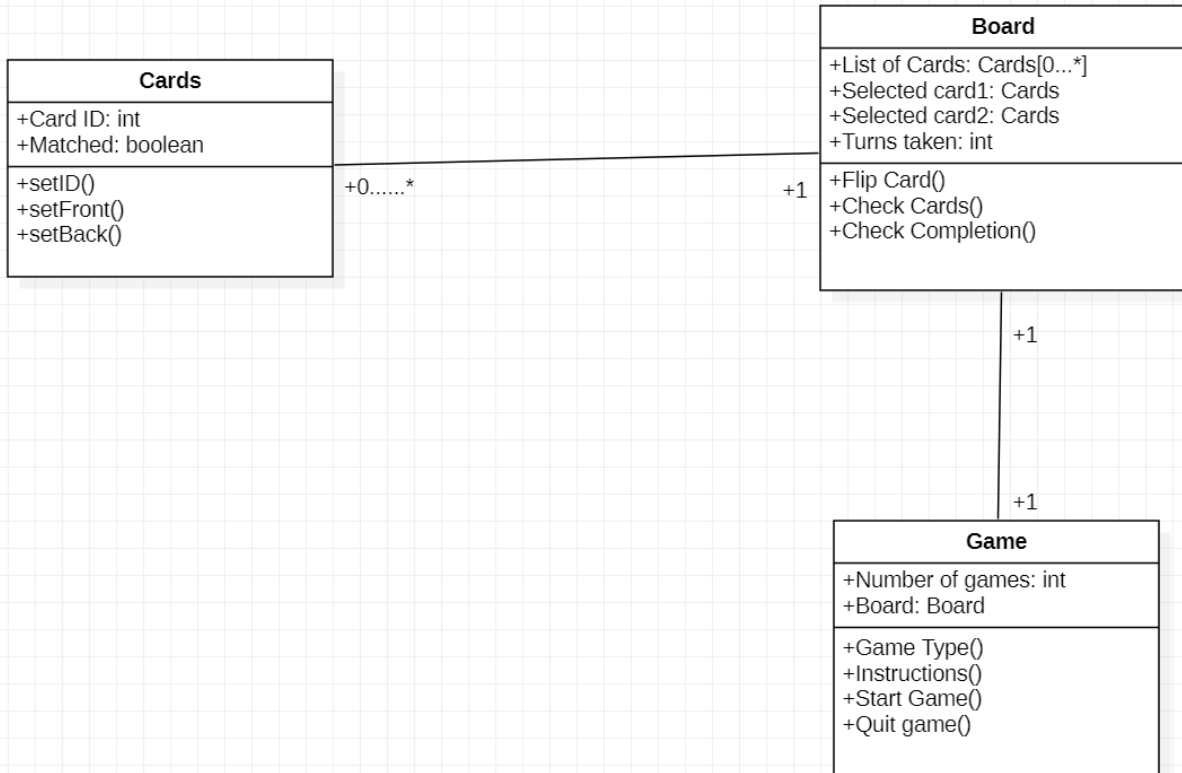 Cards
+Card ID: int
+Matched: boolean
+setID()
+setFront()
+setBack()
+0......*
+1
Board
+List of Cards: Cards[0...*]
+Selected card1: Cards
+Selected card2: Cards
+Turns taken: int
+Flip Card()
+Check Cards()
+Check Completion()
+1
+1
Game
+Number of games: int
+Board: Board
+Game Type()
+Instructions()
+Start Game()
+Quit game()